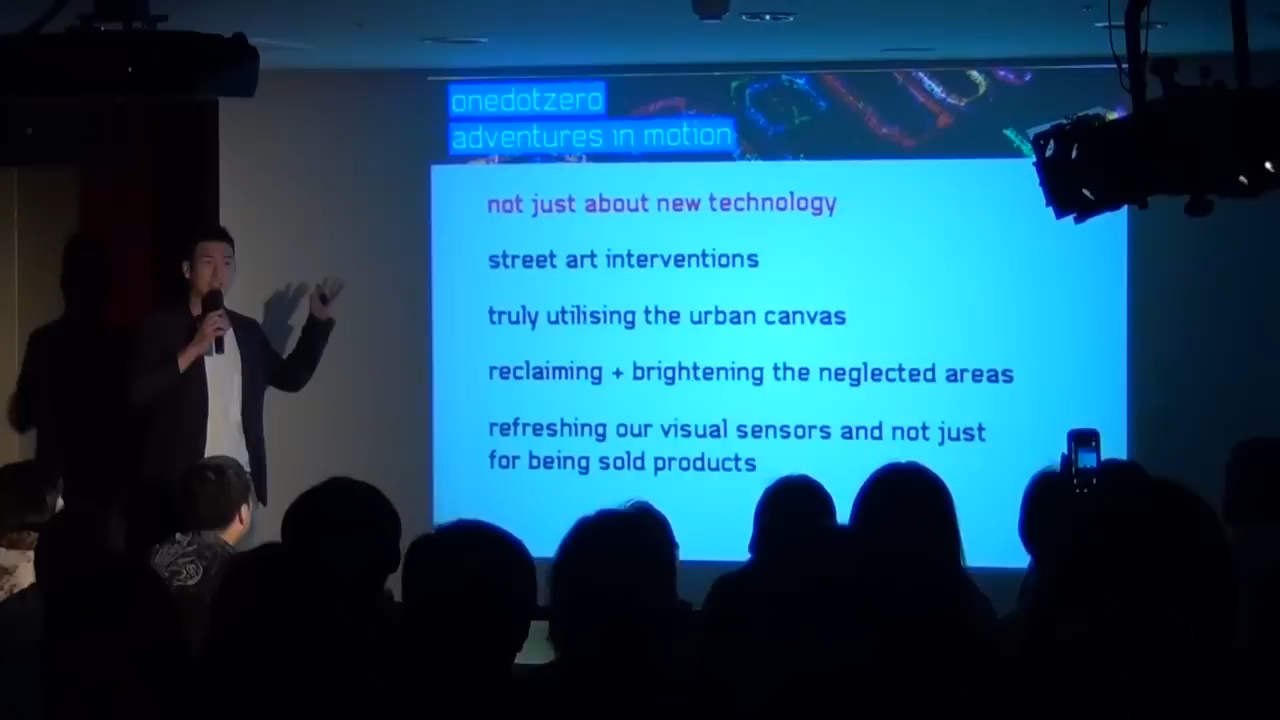 onedotzero
adventures in motion
not just about new technology
street art interventions
truly utilising the urban canvas
reclaiming + brightening the neglected areas
refreshing our visual sensors and not just
for being sold products